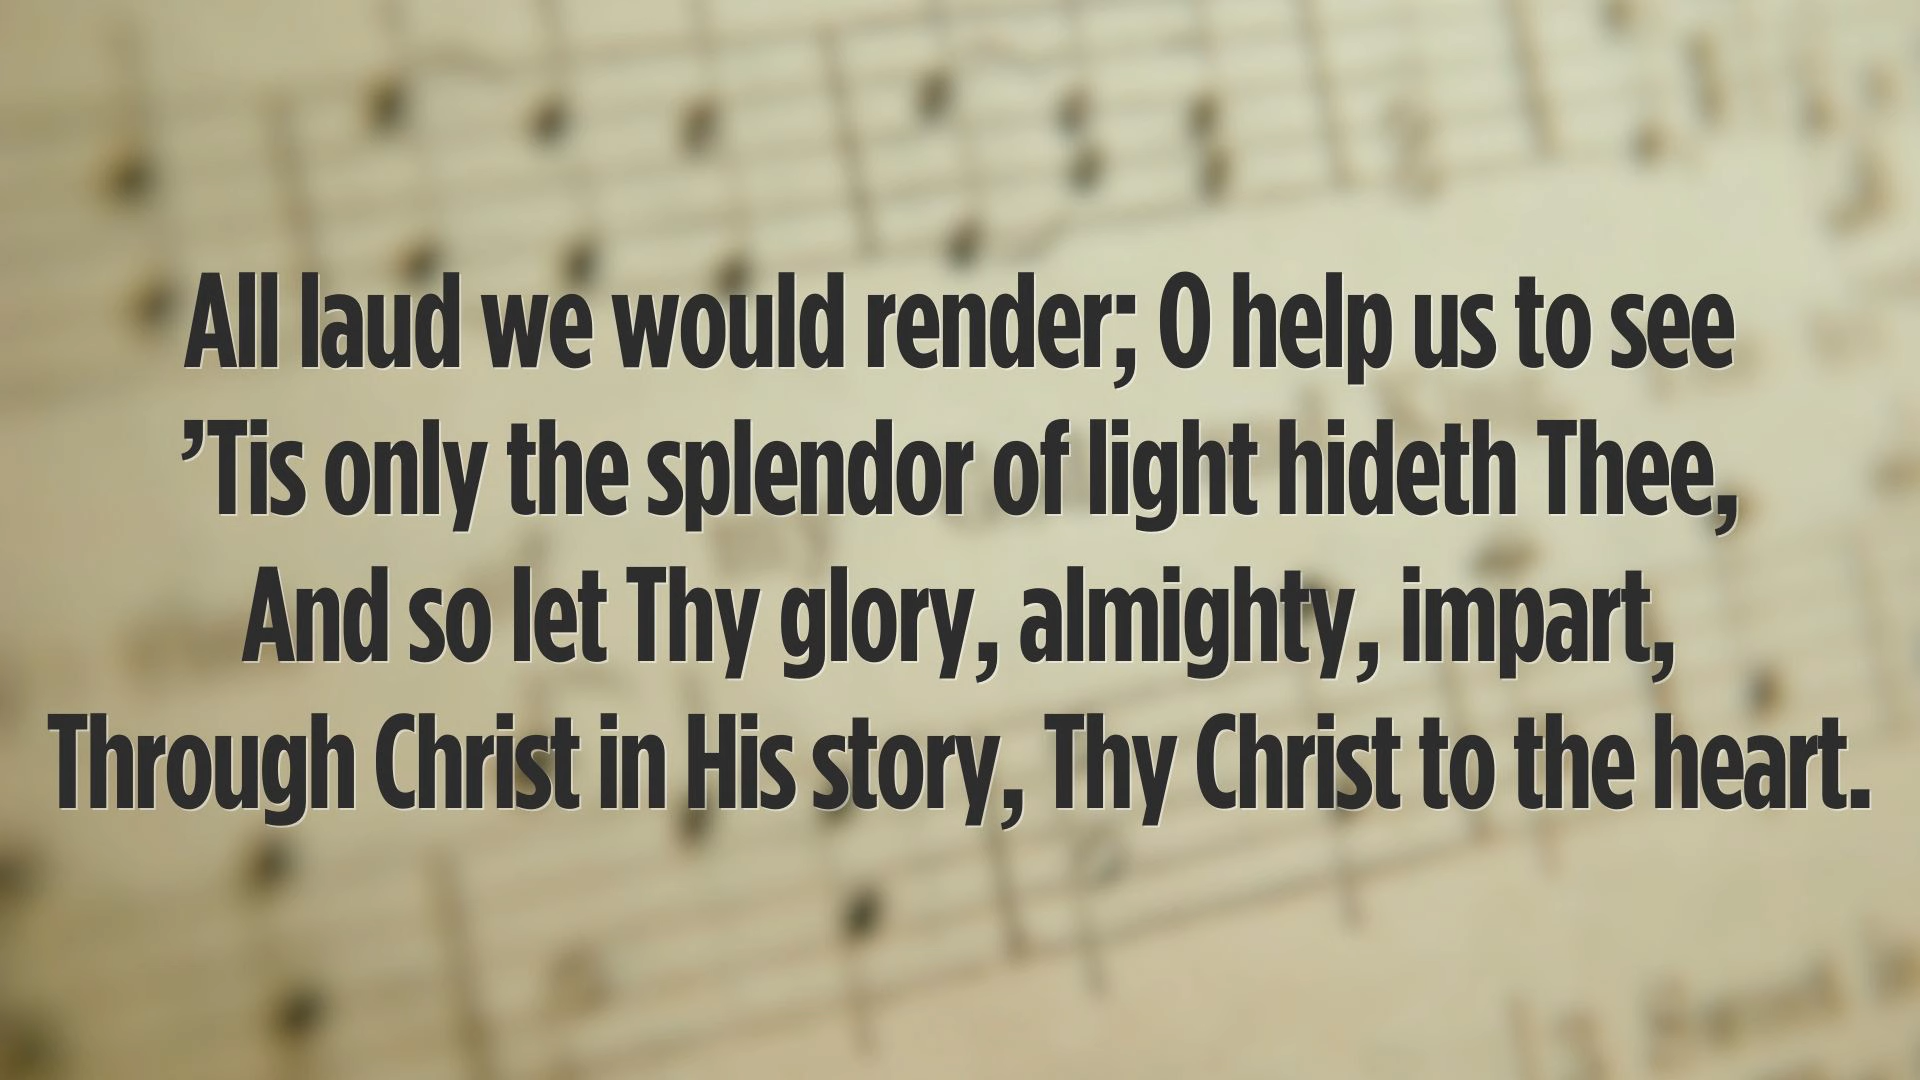 All laud we would render; O help us to see
’Tis only the splendor of light hideth Thee,
And so let Thy glory, almighty, impart,
Through Christ in His story, Thy Christ to the heart.